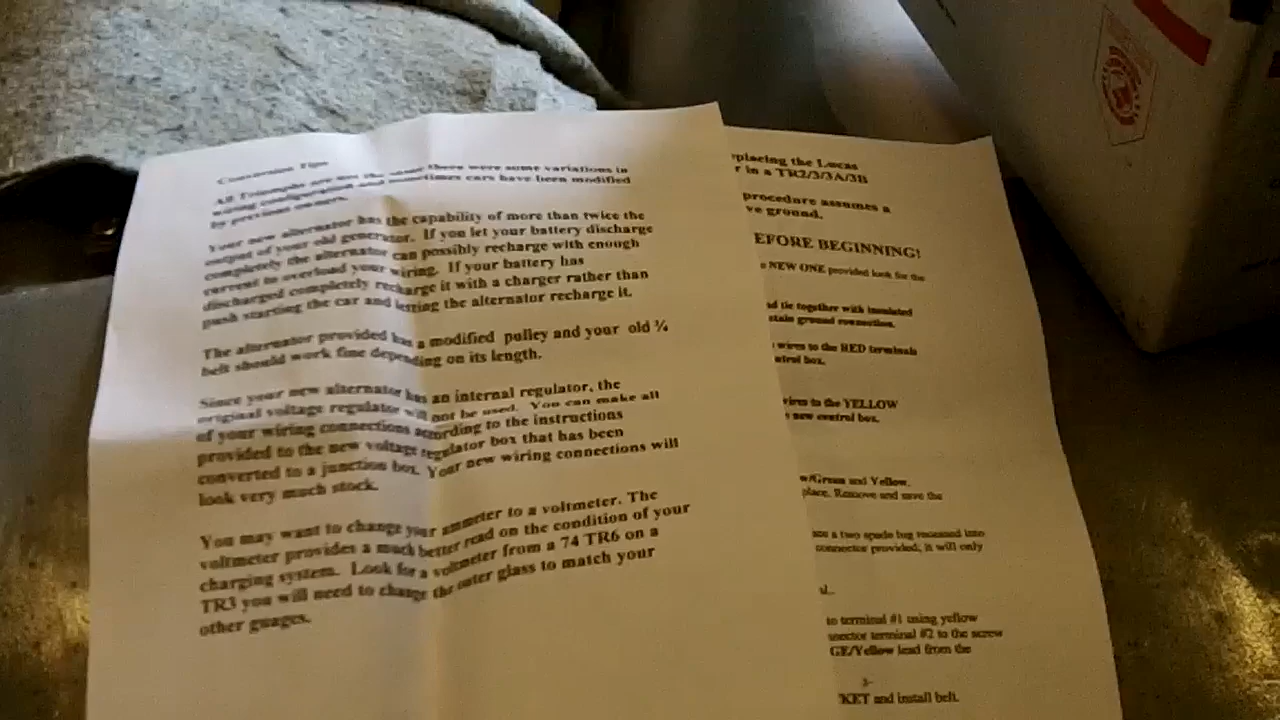 Conversion Tips
All Triumphs are not the same there were some variations in
wiring configuration and sometimes cars have been modified
by previous owners.
Your new alternator has the capability of more than twice the
output of your old generator. If you let your battery discharge
completely the alternator can possibly recharge with enough
current to overload your wiring. If your battery has
discharged completely recharge it with a charger rather than
push starting the car and letting the alternator recharge it.
The alternator provided has a modified pulley and your old ¾
belt should work fine depending on its length.
Since your new alternator has an internal regulator, the
original voltage regulator will not be used. You can make all
of your wiring connections according to the instructions
provided to the new voltage regulator box that has been
converted to a junction box. Your new wiring connections will
look very much stock.
You may want to change your ammeter to a voltmeter. The
voltmeter provides a much better read on the condition of your
charging system. Look for a voltmeter from a 74 TR6 on a
TR3 you will need to change the outer glass to match your
other guages.
placing the Lucas
r in a TR2/3/3A/3B
procedure assumes a
ve ground.
EFORE BEGINNING!
NEW ONE provided look for the
d tie together with insulated
stain ground connection.
wires to the RED terminals
ntrol box.
wires to the YELLOW
new control box.
w/Green and Yellow.
place. Remove and save the
a two spade lug recessed into
connector provided; it will only
to terminal #1 using yellow
nnector terminal #2 to the screw
GE/Yellow lead from the
KET and install belt.